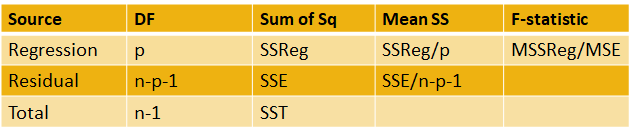 Source DF Sum of Sq Mean SS F-statistic
Regression p SSReg SSReg/p MSSReg/MSE
Residual n-p-1 SSE SSE/n-p-1
Total n-1 SST